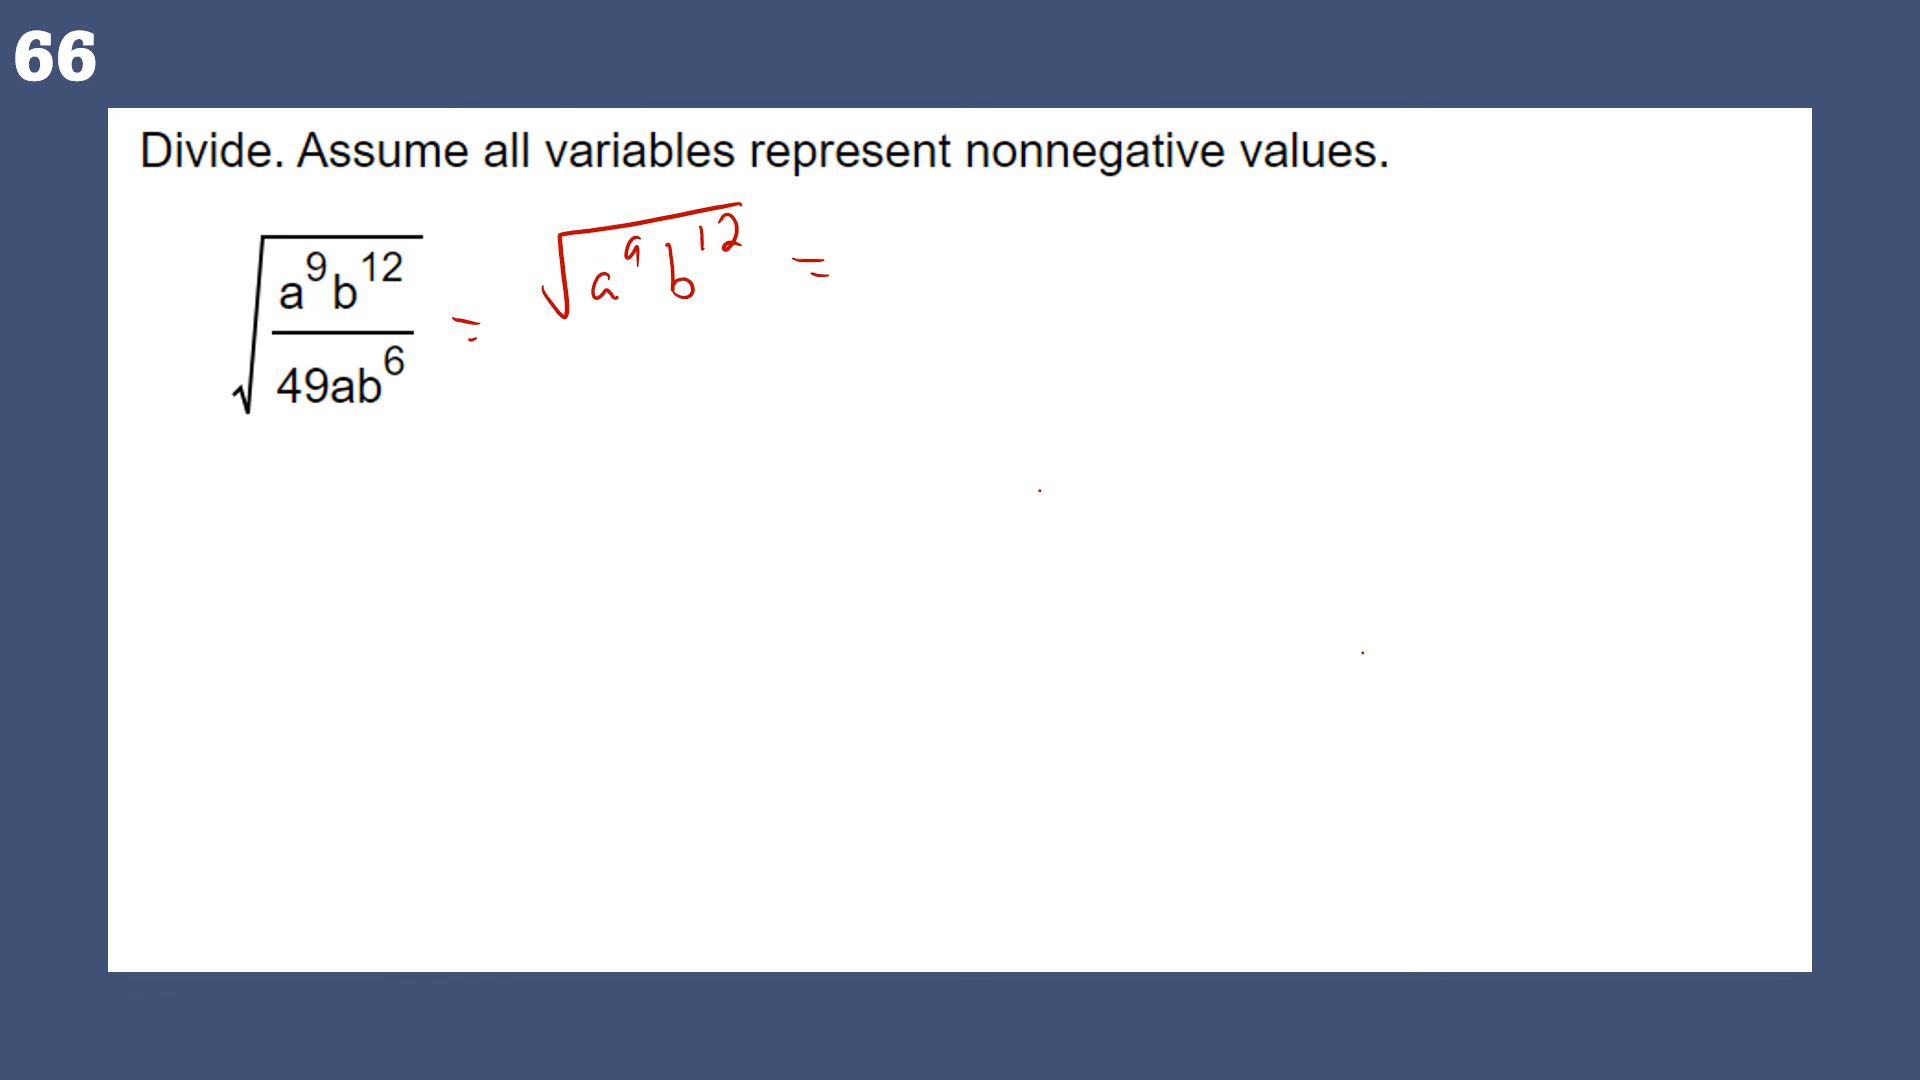 66
Divide. Assume all variables represent nonnegative values.
√(a⁹b¹²/49ab⁶) = √(a⁹b¹²) =